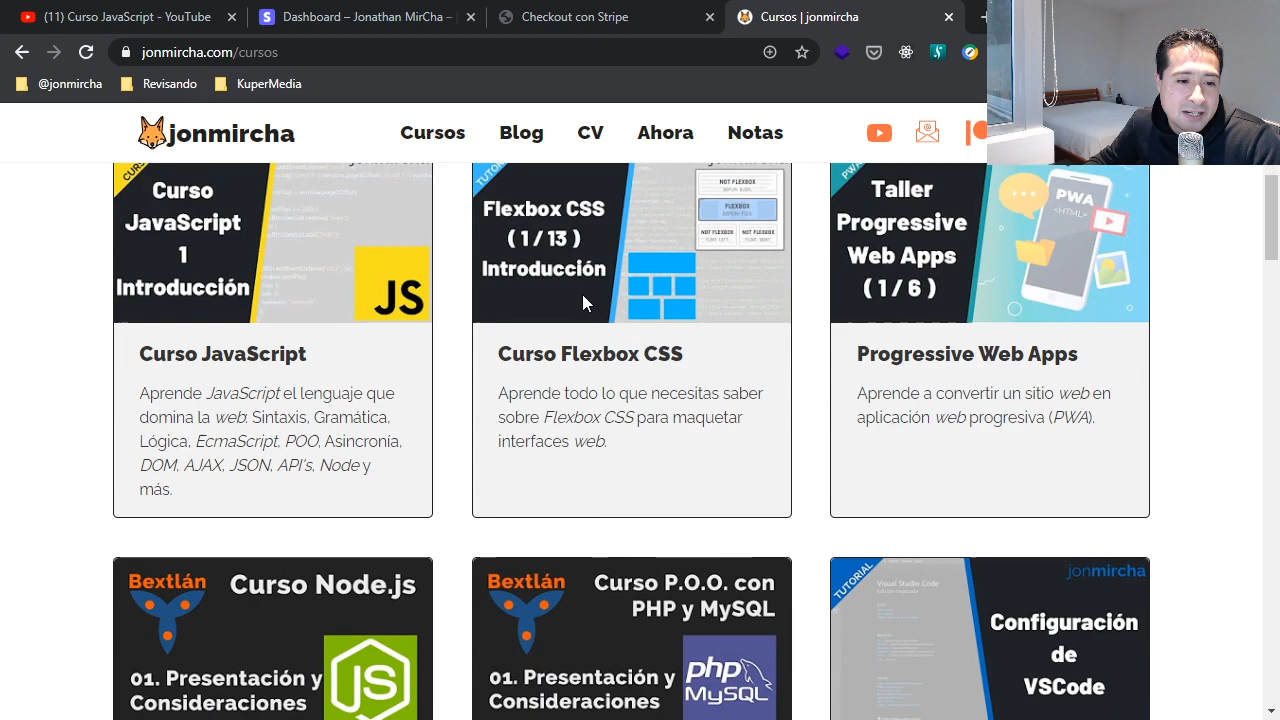 (11) Curso JavaScript - YouTube
Dashboard – Jonathan MirCha –
Checkout con Stripe
Cursos | jonmircha
jonmircha.com/cursos
@jonmircha
Revisando
KuperMedia
jonmircha
Cursos
Blog
CV
Ahora
Notas
Curso
JavaScript
1
Introducción
JS
Flexbox CSS
( 1 / 13 )
Introducción
NOT FLEXBOX
FLEXBOX
NOT FLEXBOX
NOT FLEXBOX
Taller
Progressive
Web Apps
( 1 / 6 )
PWA
<HTML>
Curso JavaScript
Aprende JavaScript el lenguaje que
domina la web, Sintaxis, Gramática,
Lógica, EcmaScript, POO, Asincronía,
DOM, AJAX, JSON, API's, Node y
más.
Curso Flexbox CSS
Aprende todo lo que necesitas saber
sobre Flexbox CSS para maquetar
interfaces web.
Progressive Web Apps
Aprende a convertir un sitio web en
aplicación web progresiva (PWA).
Bextlán
Curso Node.js
01. Presentación y
Consideraciones
JS
Bextlán
Curso P.O.O. con
PHP y MySQL
01. Presentación y
Consideraciones
php
MySQL
TUTORIAL
Visual Studio Code
jonmircha
Configuración
de
VSCode